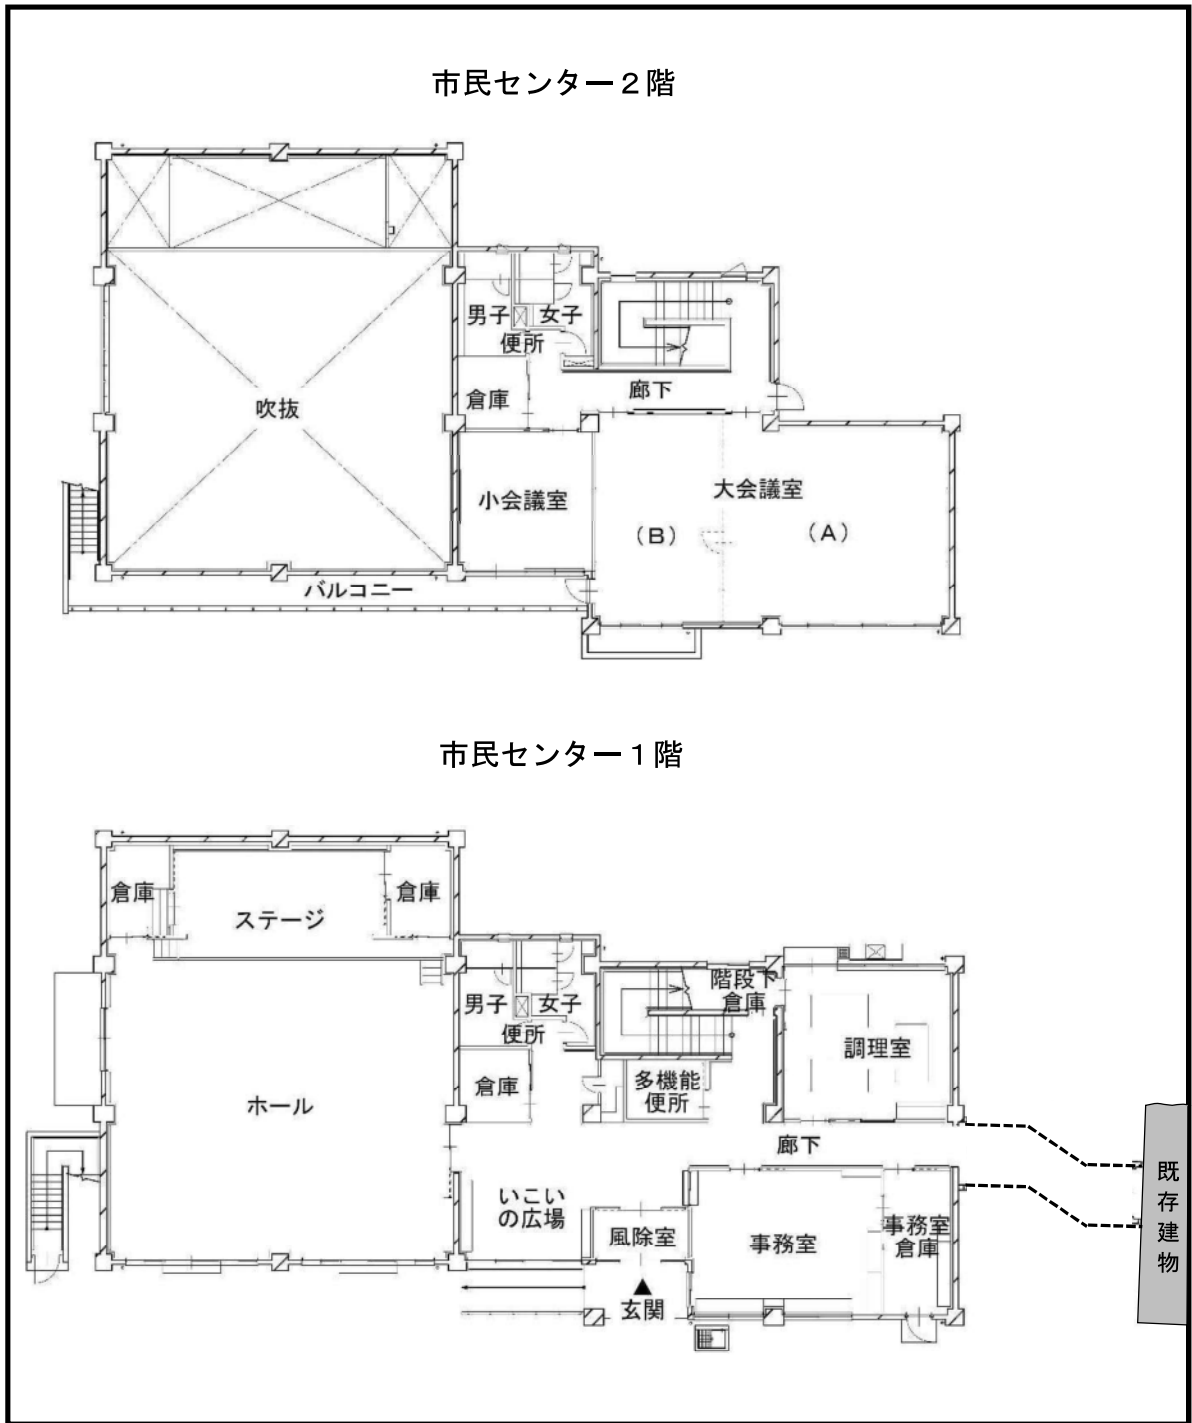 市民センター２階
男子
女子
便所
倉庫
廊下
吹抜
小会議室
大会議室
（B）
（A）
バルコニー
市民センター１階
倉庫
ステージ
倉庫
男子
女子
便所
階段下
倉庫
調理室
倉庫
多機能
便所
ホール
廊下
いこい
の広場
風除室
事務室
事務室
倉庫
玄関
既存建物